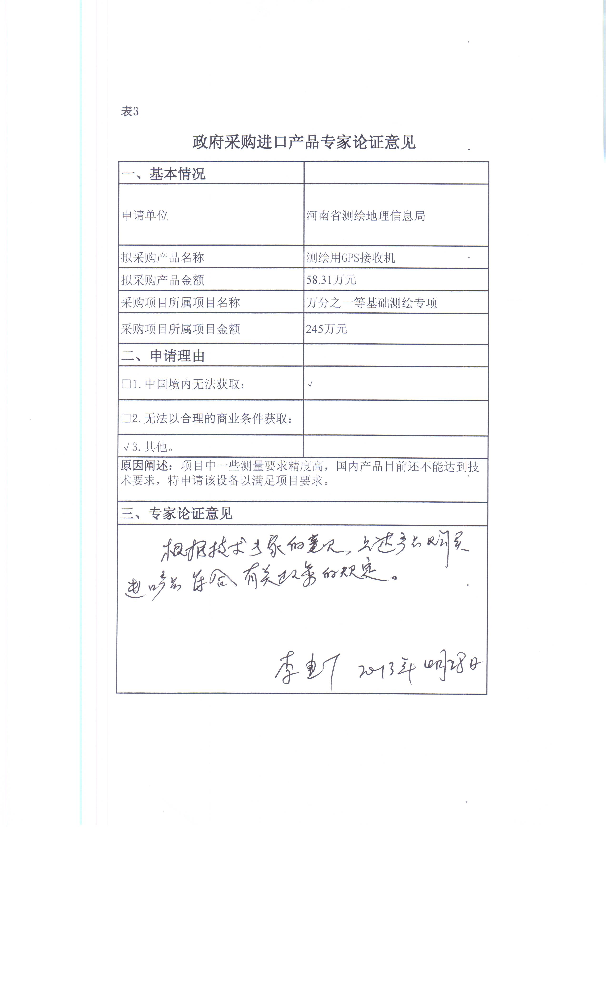 表3
政府采购进口产品专家论证意见
一、基本情况
申请单位 河南省测绘地理信息局
拟采购产品名称 测绘用GPS接收机
拟采购产品金额 58.31万元
采购项目所属项目名称 万分之一等基础测绘专项
采购项目所属项目金额 245万元
二、申请理由
□1.中国境内无法获取： √
□2.无法以合理的商业条件获取：
√3.其他。
原因阐述：项目中一些测量要求精度高，国内产品目前还不能达到技
术要求，特申请该设备以满足项目要求。
三、专家论证意见
根据技术专家的意见，上述产品购买
进口产品符合有关政策的规定。
李 2013年4月28日